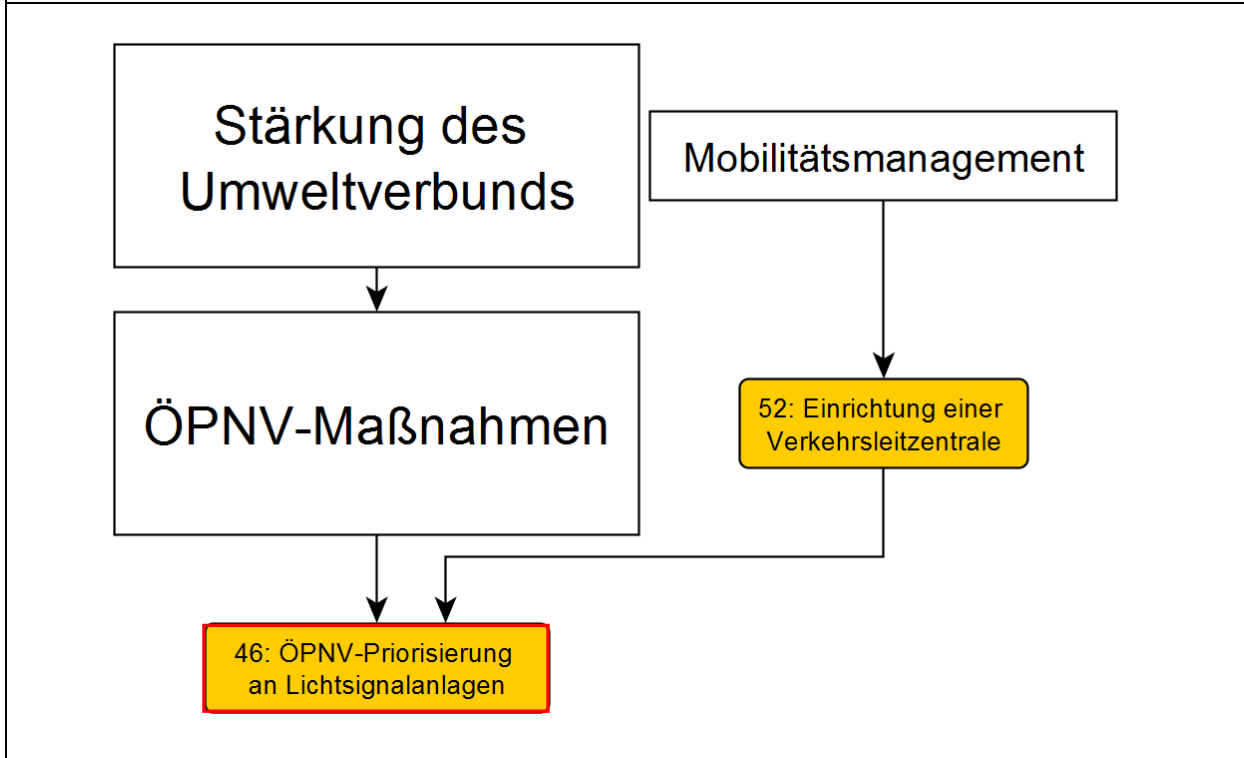 Stärkung des
Umweltverbunds
Mobilitätsmanagement
ÖPNV-Maßnahmen
52: Einrichtung einer
Verkehrsleitzentrale
46: ÖPNV-Priorisierung
an Lichtsignalanlagen